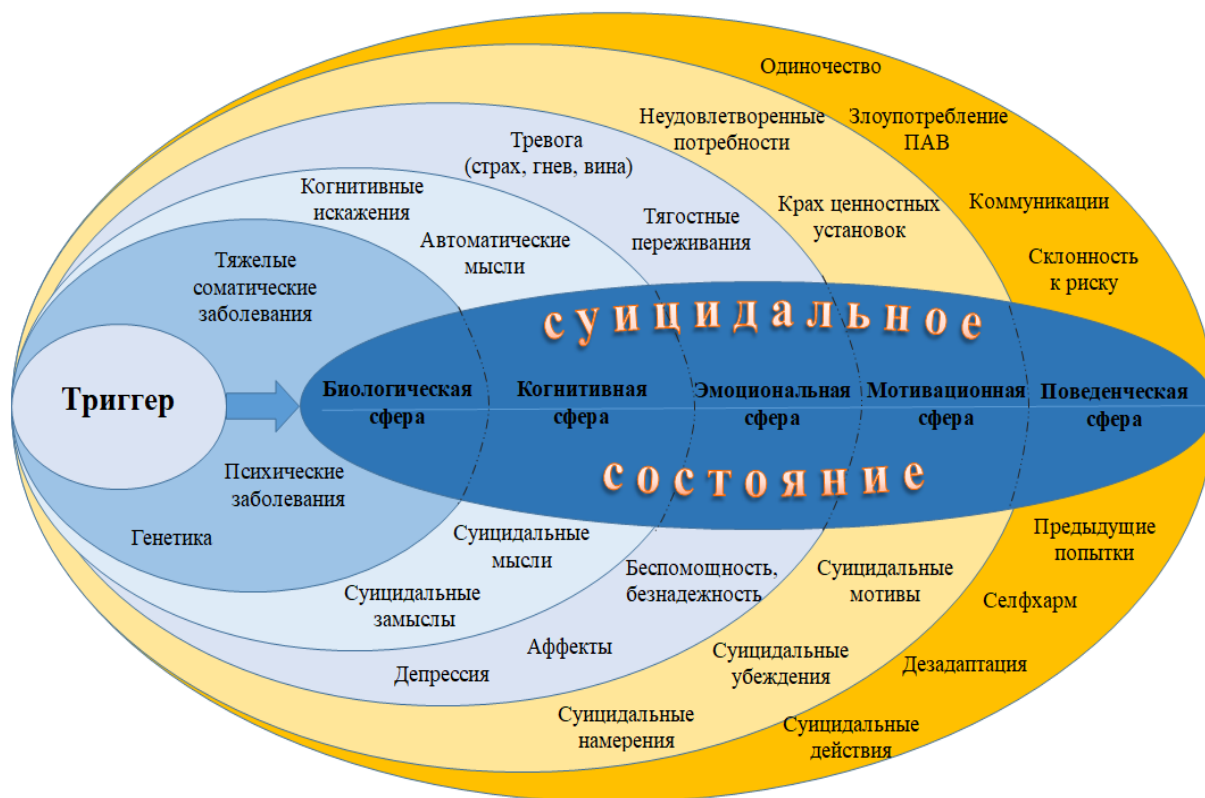 Одиночество
Неудовлетворенные
потребности
Злоупотребление
ПАВ
Тревога
(страх, гнев, вина)
Когнитивные
искажения
Коммуникации
Тягостные
переживания
Крах ценностных
установок
Автоматические
мысли
Склонность
к риску
Тяжелые
соматические
заболевания
суицидальное
Триггер
Биологическая
сфера
Когнитивная
сфера
Эмоциональная
сфера
Мотивационная
сфера
Поведенческая
сфера
состояние
Психические
заболевания
Генетика
Суицидальные
мысли
Предыдущие
попытки
Беспомощность,
безнадежность
Суицидальные
мотивы
Суицидальные
замыслы
Селфхарм
Аффекты
Депрессия
Суицидальные
убеждения
Дезадаптация
Суицидальные
намерения
Суицидальные
действия